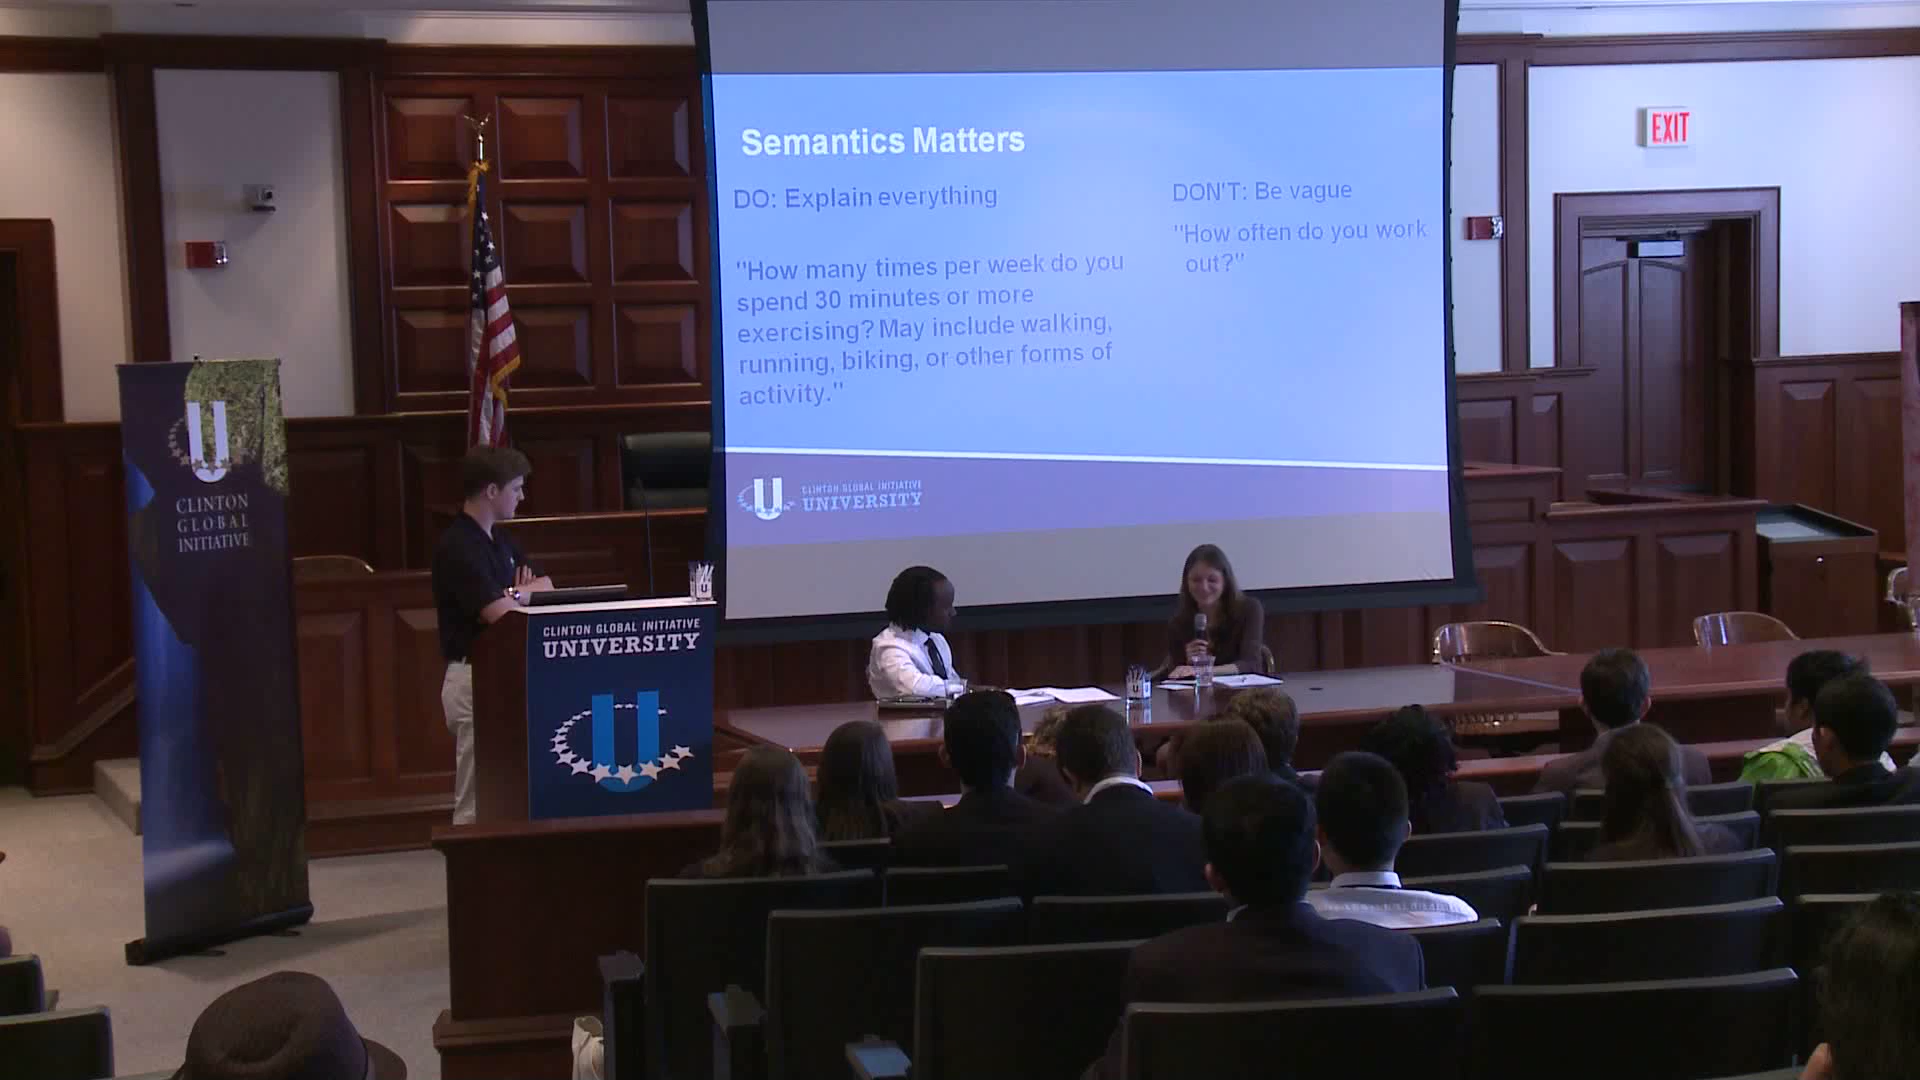 Semantics Matters
DO: Explain everything
"How many times per week do you
spend 30 minutes or more
exercising? May include walking,
running, biking, or other forms of
activity."
DON'T: Be vague
"How often do you work
out?"
U
CLINTON GLOBAL INITIATIVE
UNIVERSITY
EXIT
U
CLINTON
GLOBAL
INITIATIVE
CLINTON GLOBAL INITIATIVE
UNIVERSITY
U
U